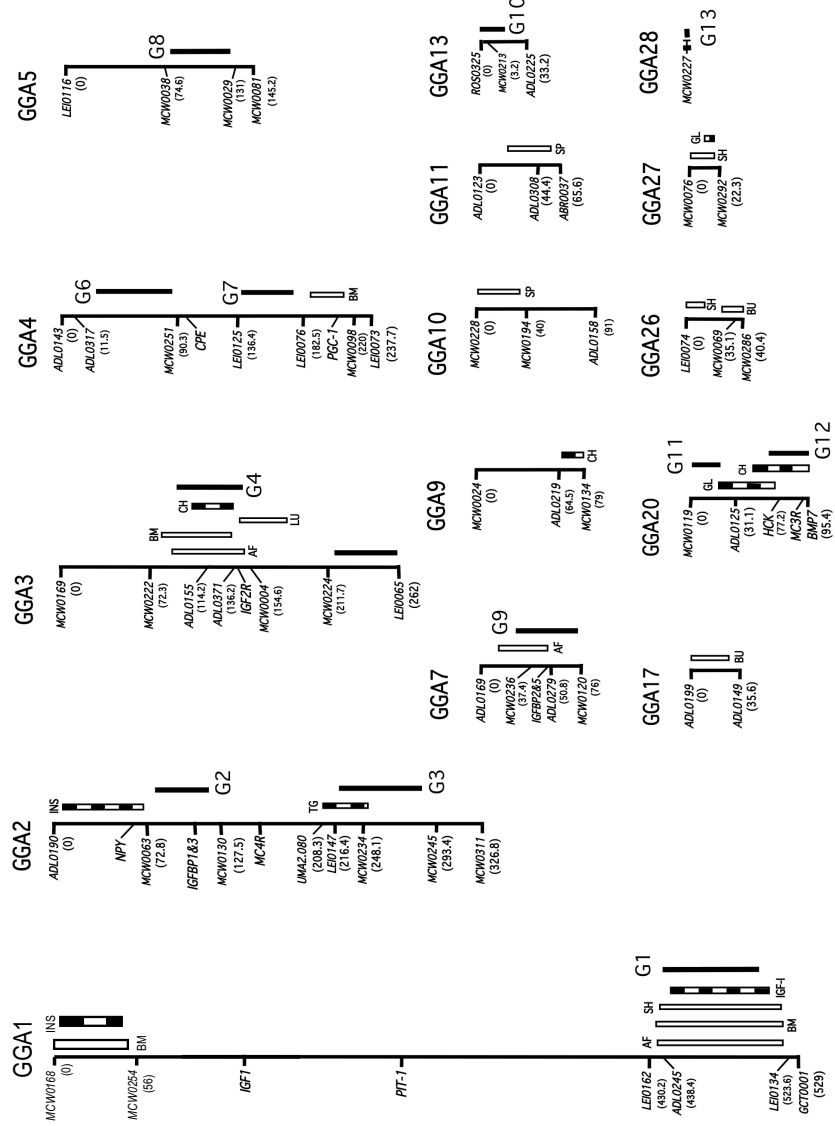 GGA1
MCW0168
(0)
MCW0254
(56)
IGF1
PIT-1
LEI0162
(430.2)
ADL0245
(438.4)
LEI0134
(523.6)
GCT0001
(529)
INS
BM
AF
SH
BM
IGF-I
G1
GGA2
ADL0190
(0)
NPY
MCW0063
(72.8)
IGFBP1&3
MCW0130
(127.5)
MC4R
UMA2.080
(208.3)
LEI0147
(216.4)
MCW0234
(248.1)
MCW0245
(293.4)
MCW0311
(326.8)
INS
G2
TG
G3
GGA3
MCW0169
(0)
MCW0222
(72.3)
ADL0155
(114.2)
ADL0371
(136.2)
IGF2R
MCW0004
(154.6)
MCW0224
(211.7)
LEI0065
(262)
BM
CH
AF
LU
G4
GGA4
ADL0143
(0)
ADL0317
(11.5)
MCW0251
(90.3)
CPE
LEI0125
(136.4)
LEI0076
(182.5)
PGC-1
MCW0098
(220)
LEI0073
(237.7)
G6
G7
BM
GGA5
LEI0116
(0)
MCW0038
(74.6)
MCW0029
(131)
MCW0081
(145.2)
G8
GGA7
ADL0169
(0)
MCW0236
(37.4)
IGFBP2&5
ADL0279
(50.8)
MCW0120
(76)
G9
AF
GGA9
MCW0024
(0)
ADL0219
(64.5)
MCW0134
(79)
CH
GGA10
MCW0228
(0)
MCW0194
(40)
ADL0158
(91)
SP
GGA11
ADL0123
(0)
ADL0308
(44.4)
ABR0037
(65.6)
SP
GGA13
ROS0325
(0)
MCW0213
(3.2)
ADL0225
(33.2)
G10
GGA17
ADL0199
(0)
ADL0149
(35.6)
BU
GGA20
MCW0119
(0)
ADL0125
(31.1)
HCK
(77.2)
MC3R
BMP7
(95.4)
GL
G11
CH
G12
GGA26
LEI0074
(0)
MCW0069
(35.1)
MCW0286
(40.4)
SH
BU
GGA27
MCW0076
(0)
MCW0292
(22.3)
GL
SH
GGA28
MCW0227
G13